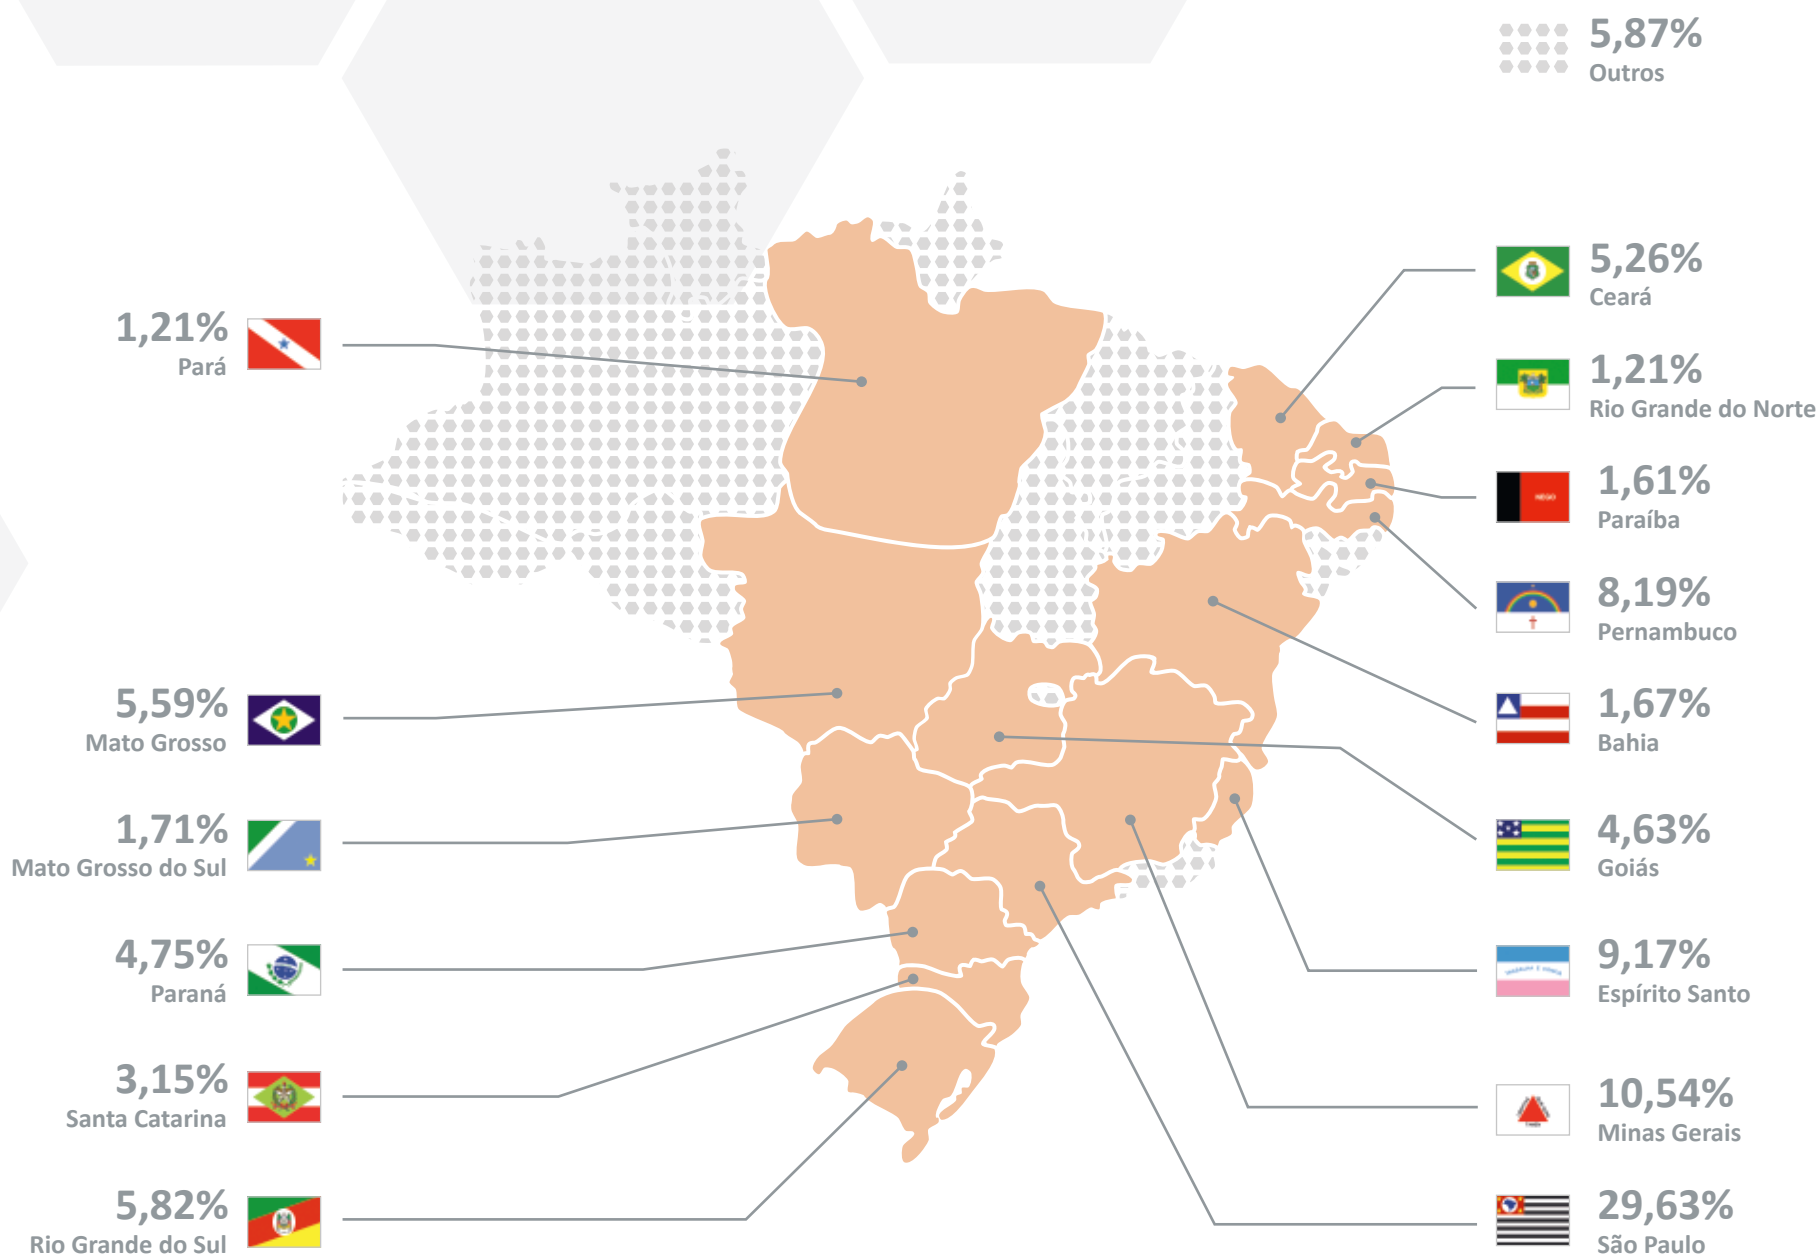 5,87%
Outros
1,21%
Pará
5,59%
Mato Grosso
1,71%
Mato Grosso do Sul
4,75%
Paraná
3,15%
Santa Catarina
5,82%
Rio Grande do Sul
5,26%
Ceará
1,21%
Rio Grande do Norte
NEGO
1,61%
Paraíba
8,19%
Pernambuco
1,67%
Bahia
4,63%
Goiás
9,17%
Espírito Santo
10,54%
Minas Gerais
29,63%
São Paulo